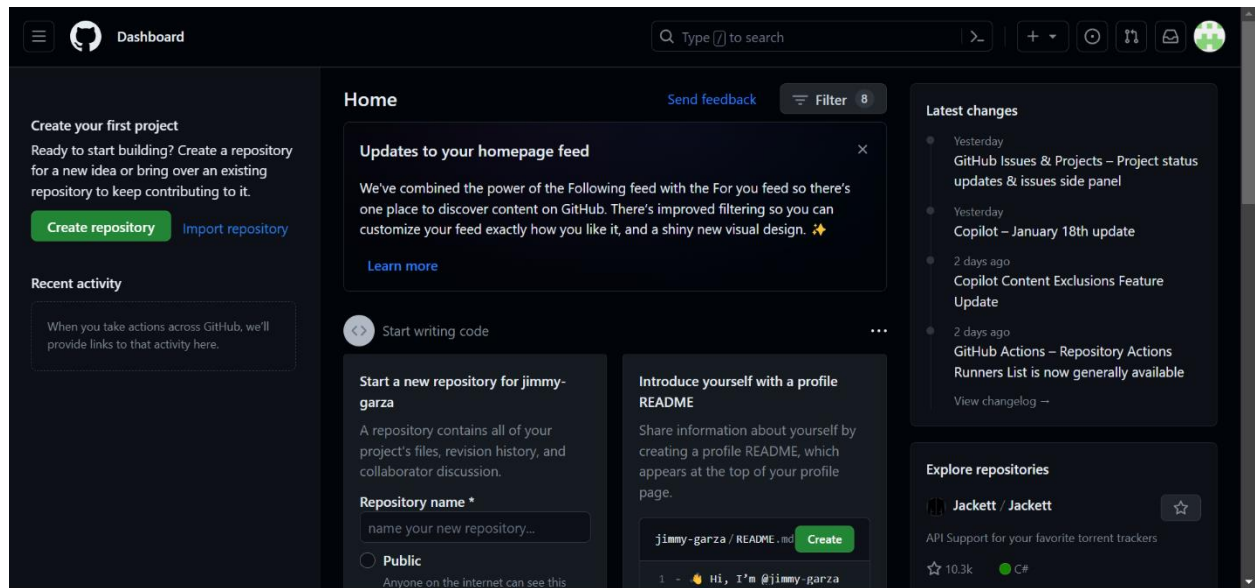 Dashboard
Type / to search
Create your first project
Ready to start building? Create a repository
for a new idea or bring over an existing
repository to keep contributing to it.
Create repository
Import repository
Recent activity
When you take actions across GitHub, we'll
provide links to that activity here.
Home
Send feedback
Filter 8
Updates to your homepage feed
We've combined the power of the Following feed with the For you feed so there's
one place to discover content on GitHub. There's improved filtering so you can
customize your feed exactly how you like it, and a shiny new visual design. ✨
Learn more
Start writing code
Start a new repository for jimmy-
garza
A repository contains all of your
project's files, revision history, and
collaborator discussion.
Repository name *
name your new repository...
Public
Anyone on the internet can see this
Introduce yourself with a profile
README
Share information about yourself by
creating a profile README, which
appears at the top of your profile
page.
jimmy-garza / README.md
Create
1 - 👋 Hi, I'm @jimmy-garza
Latest changes
Yesterday
GitHub Issues & Projects – Project status
updates & issues side panel
Yesterday
Copilot – January 18th update
2 days ago
Copilot Content Exclusions Feature
Update
2 days ago
GitHub Actions – Repository Actions
Runners List is now generally available
View changelog →
Explore repositories
Jackett / Jackett
API Support for your favorite torrent trackers
10.3k
C#